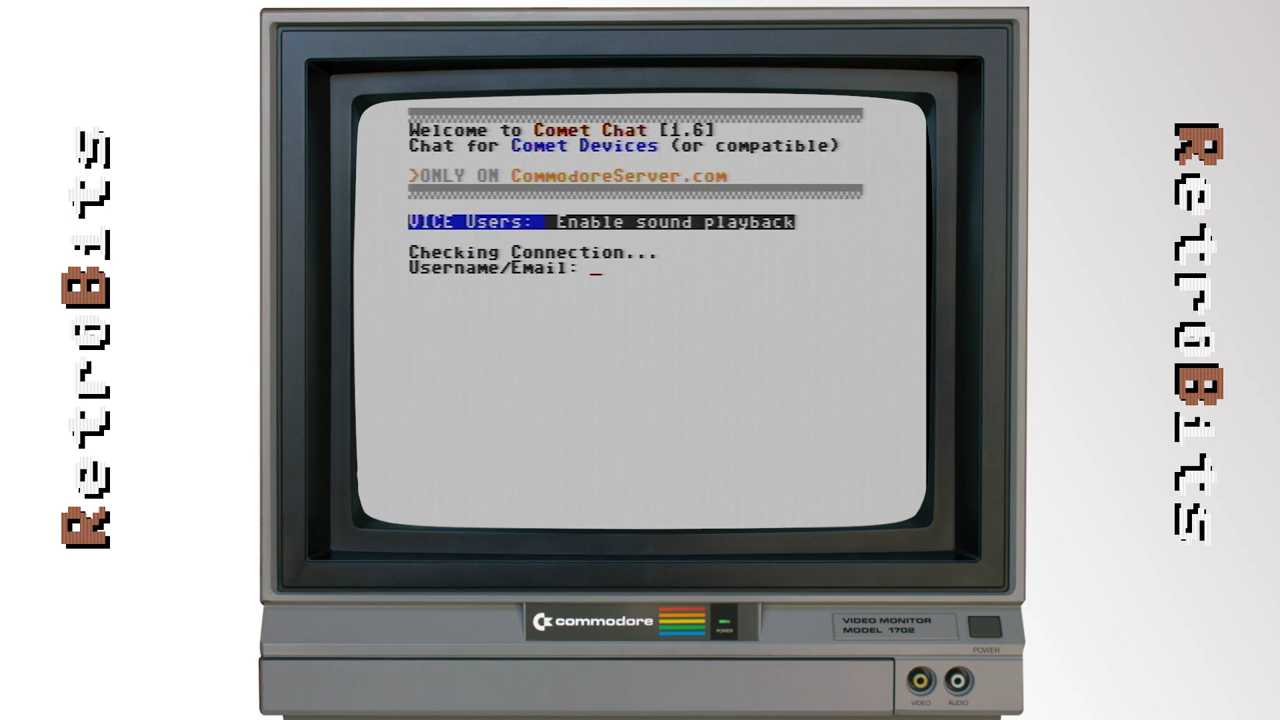 RetroBits
Welcome to Comet Chat [1.6]
Chat for Comet Devices (or compatible)
>ONLY ON CommodoreServer.com
VICE Users: Enable sound playback
Checking Connection...
Username/Email: _
commodore
POWER
VIDEO MONITOR
MODEL 1702
POWER
VIDEO
AUDIO
RetroBits